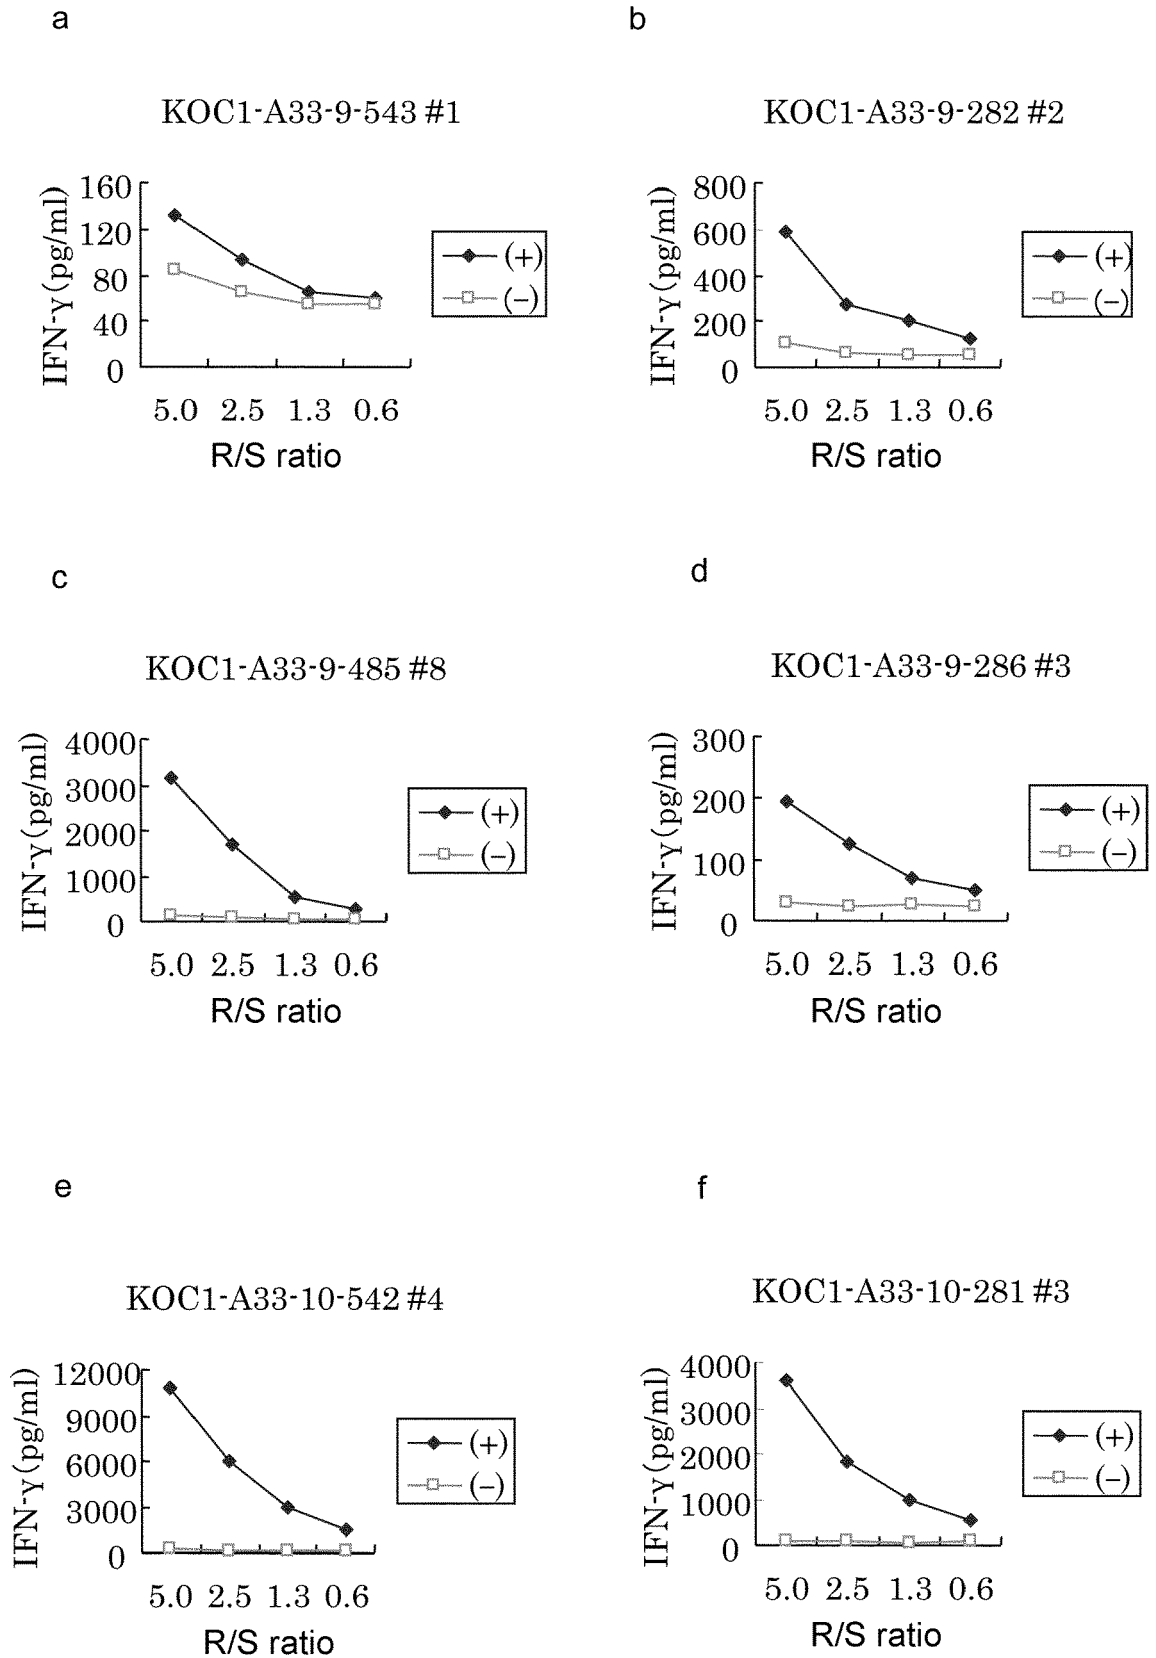 a
KOC1-A33-9-543 #1
IFN-γ(pg/ml)
160
120
80
40
0
5.0 2.5 1.3 0.6
R/S ratio
(+)
(−)
b
KOC1-A33-9-282 #2
IFN-γ(pg/ml)
800
600
400
200
0
5.0 2.5 1.3 0.6
R/S ratio
(+)
(−)
c
KOC1-A33-9-485 #8
IFN-γ(pg/ml)
4000
3000
2000
1000
0
5.0 2.5 1.3 0.6
R/S ratio
(+)
(−)
d
KOC1-A33-9-286 #3
IFN-γ(pg/ml)
300
200
100
0
5.0 2.5 1.3 0.6
R/S ratio
(+)
(−)
e
KOC1-A33-10-542 #4
IFN-γ(pg/ml)
12000
9000
6000
3000
0
5.0 2.5 1.3 0.6
R/S ratio
(+)
(−)
f
KOC1-A33-10-281 #3
IFN-γ(pg/ml)
4000
3000
2000
1000
0
5.0 2.5 1.3 0.6
R/S ratio
(+)
(−)